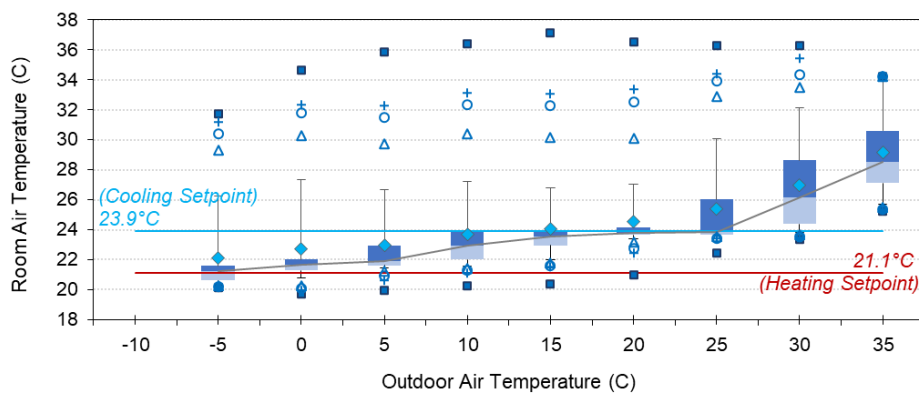 38
36
34
32
30
28
26
24
22
20
18
Room Air Temperature (C)
(Cooling Setpoint)
23.9°C
21.1°C
(Heating Setpoint)
-10 -5 0 5 10 15 20 25 30 35
Outdoor Air Temperature (C)